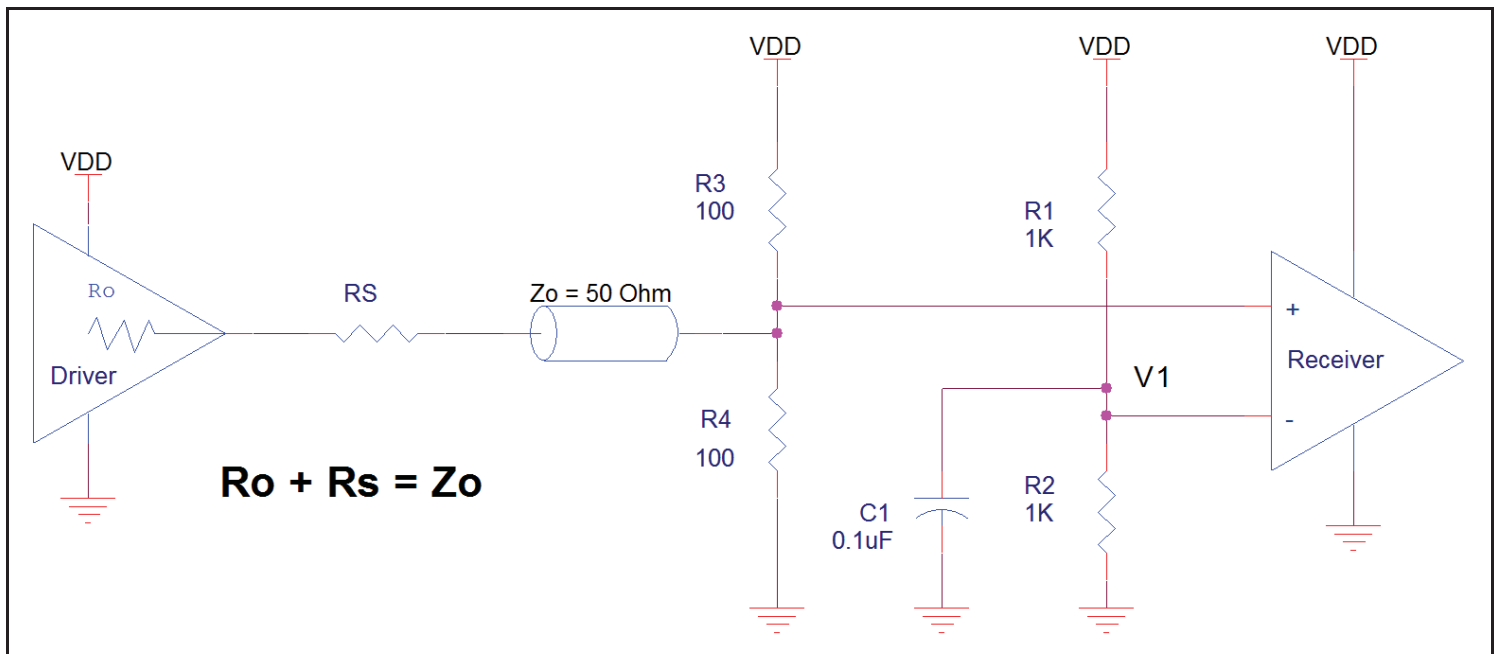 VDD
VDD
VDD
VDD
R3
100
R1
1K
Ro
RS
Zo = 50 Ohm
+
Driver
Receiver
V1
-
R4
100
Ro + Rs = Zo
R2
1K
C1
0.1uF